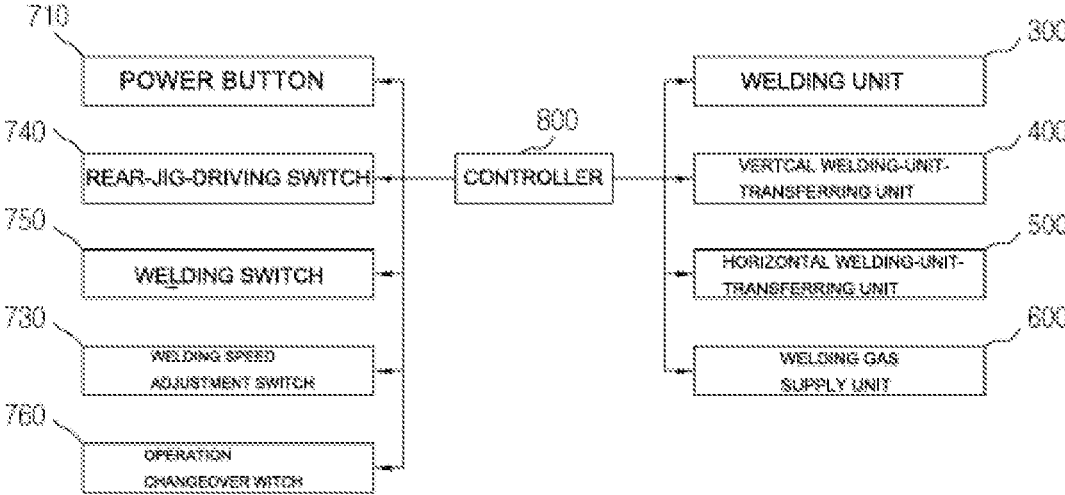 710
POWER BUTTON
740
REAR-JIG-DRIVING SWITCH
750
WELDING SWITCH
730
WELDING SPEED
ADJUSTMENT SWITCH
760
OPERATION
CHANGEOVER WITCH
800
CONTROLLER
300
WELDING UNIT
400
VERTCAL WELDING-UNIT-
TRANSFERRING UNIT
500
HORIZONTAL WELDING-UNIT-
TRANSFERRING UNIT
600
WELDING GAS
SUPPLY UNIT